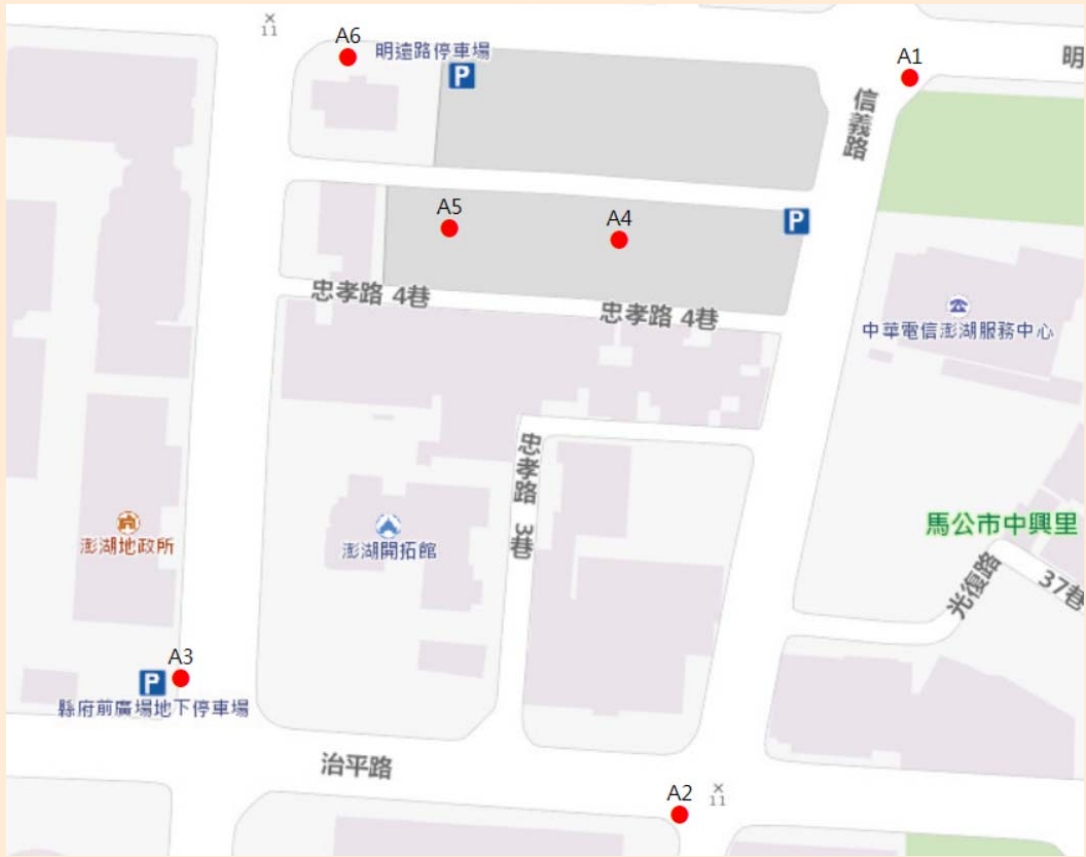 ×
11
A6
明遠路停車場
P
A1
明
信義路
A5
A4
P
忠孝路 4巷
忠孝路 4巷
中華電信澎湖服務中心
忠孝路 3巷
澎湖地政所
澎湖開拓館
馬公市中興里
光復路
37巷
A3
P
縣府前廣場地下停車場
治平路
A2
×
11